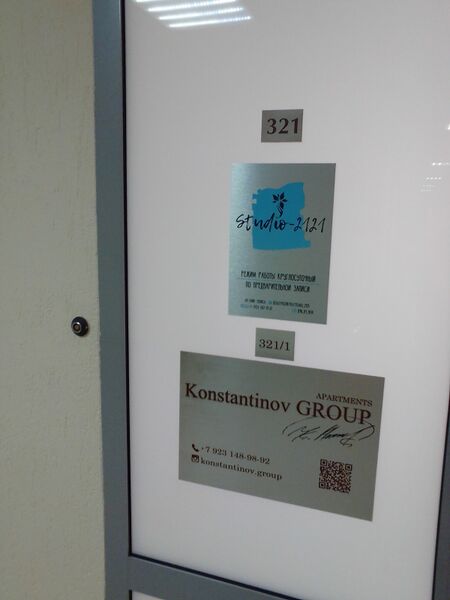 321
Studio-2121
РЕЖИМ РАБОТЫ КРУГЛОСУТОЧНЫЙ
ПО ПРЕДВАРИТЕЛЬНОЙ ЗАПИСИ
321/1
APARTMENTS
Konstantinov GROUP
+7 923 148-98-92
konstantinov.group